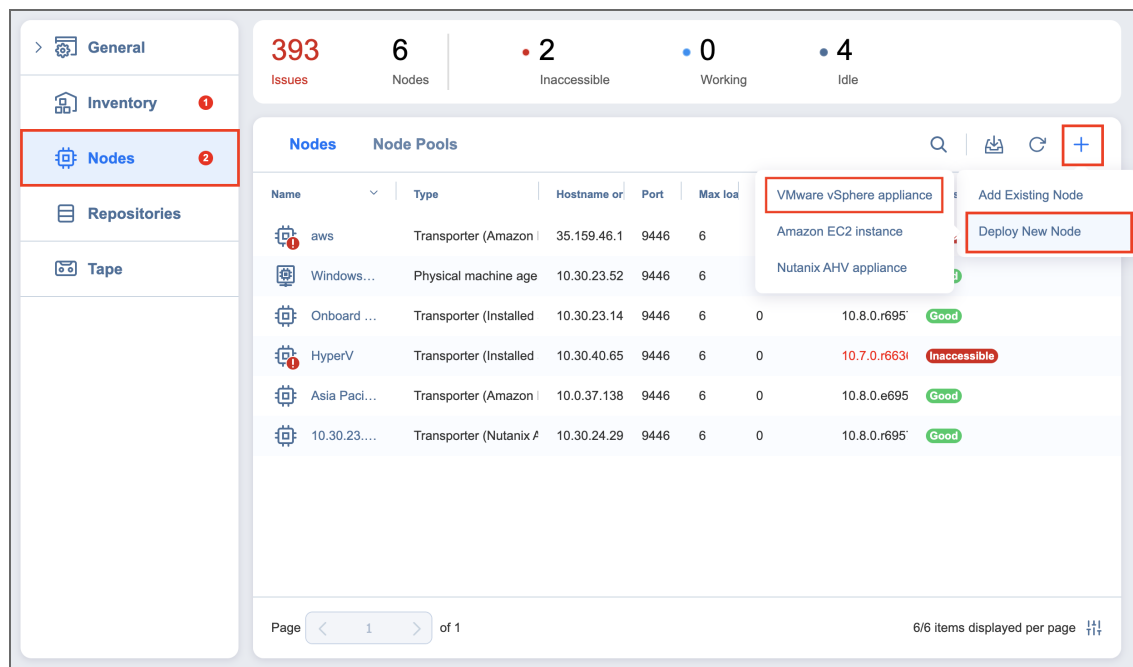 General
Inventory 1
Nodes 2
Repositories
Tape
393 6 2 0 4
Issues Nodes Inaccessible Working Idle
Nodes Node Pools
Name Type Hostname or Port Max loa
VMware vSphere appliance
Amazon EC2 instance
Nutanix AHV appliance
Add Existing Node
Deploy New Node
aws Transporter (Amazon 35.159.46.1 9446 6
Windows... Physical machine age 10.30.23.52 9446 6
Onboard ... Transporter (Installed 10.30.23.14 9446 6 0 10.8.0.r695 Good
HyperV Transporter (Installed 10.30.40.65 9446 6 0 10.7.0.r663 Inaccessible
Asia Paci... Transporter (Amazon 10.0.37.138 9446 6 0 10.8.0.e695 Good
10.30.23.... Transporter (Nutanix A 10.30.24.29 9446 6 0 10.8.0.r695 Good
Page 1 of 1
6/6 items displayed per page